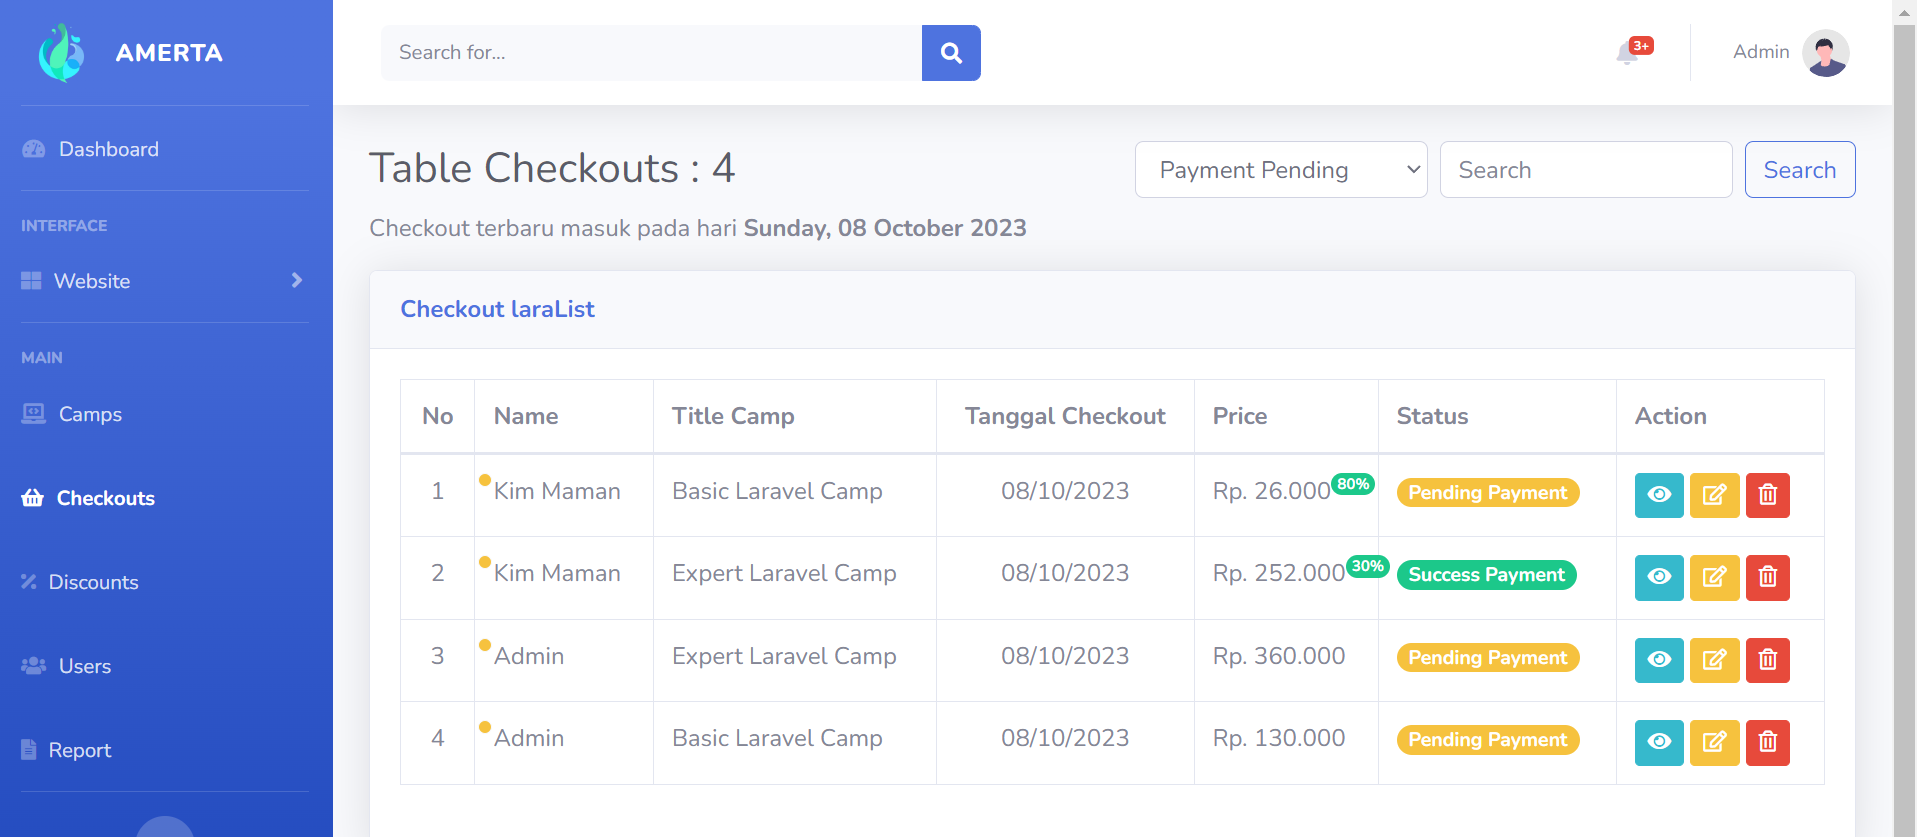 AMERTA
Search for...
3+
Admin
Dashboard
INTERFACE
Website
MAIN
Camps
Checkouts
Discounts
Users
Report
Table Checkouts : 4
Payment Pending
Search
Search
Checkout terbaru masuk pada hari Sunday, 08 October 2023
Checkout laraList
No Name Title Camp Tanggal Checkout Price Status Action
1 Kim Maman Basic Laravel Camp 08/10/2023 Rp. 26.000 80% Pending Payment
2 Kim Maman Expert Laravel Camp 08/10/2023 Rp. 252.000 30% Success Payment
3 Admin Expert Laravel Camp 08/10/2023 Rp. 360.000 Pending Payment
4 Admin Basic Laravel Camp 08/10/2023 Rp. 130.000 Pending Payment